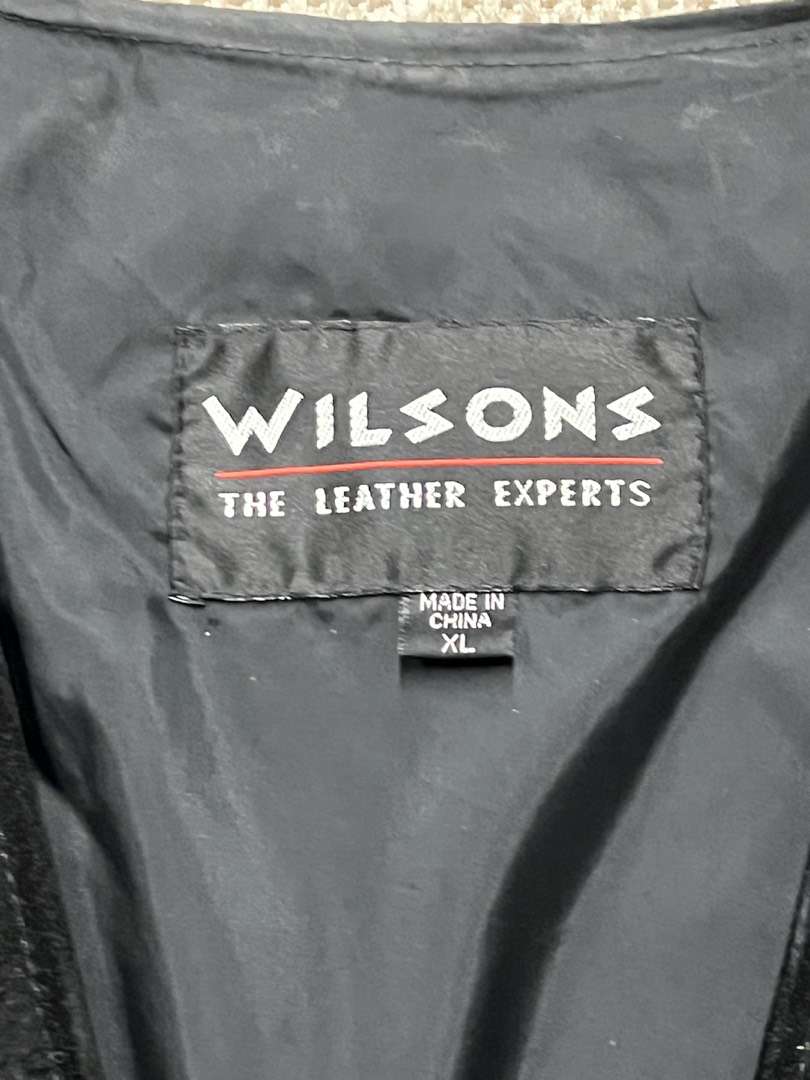 WILSONS
THE LEATHER EXPERTS
MADE IN
CHINA
XL